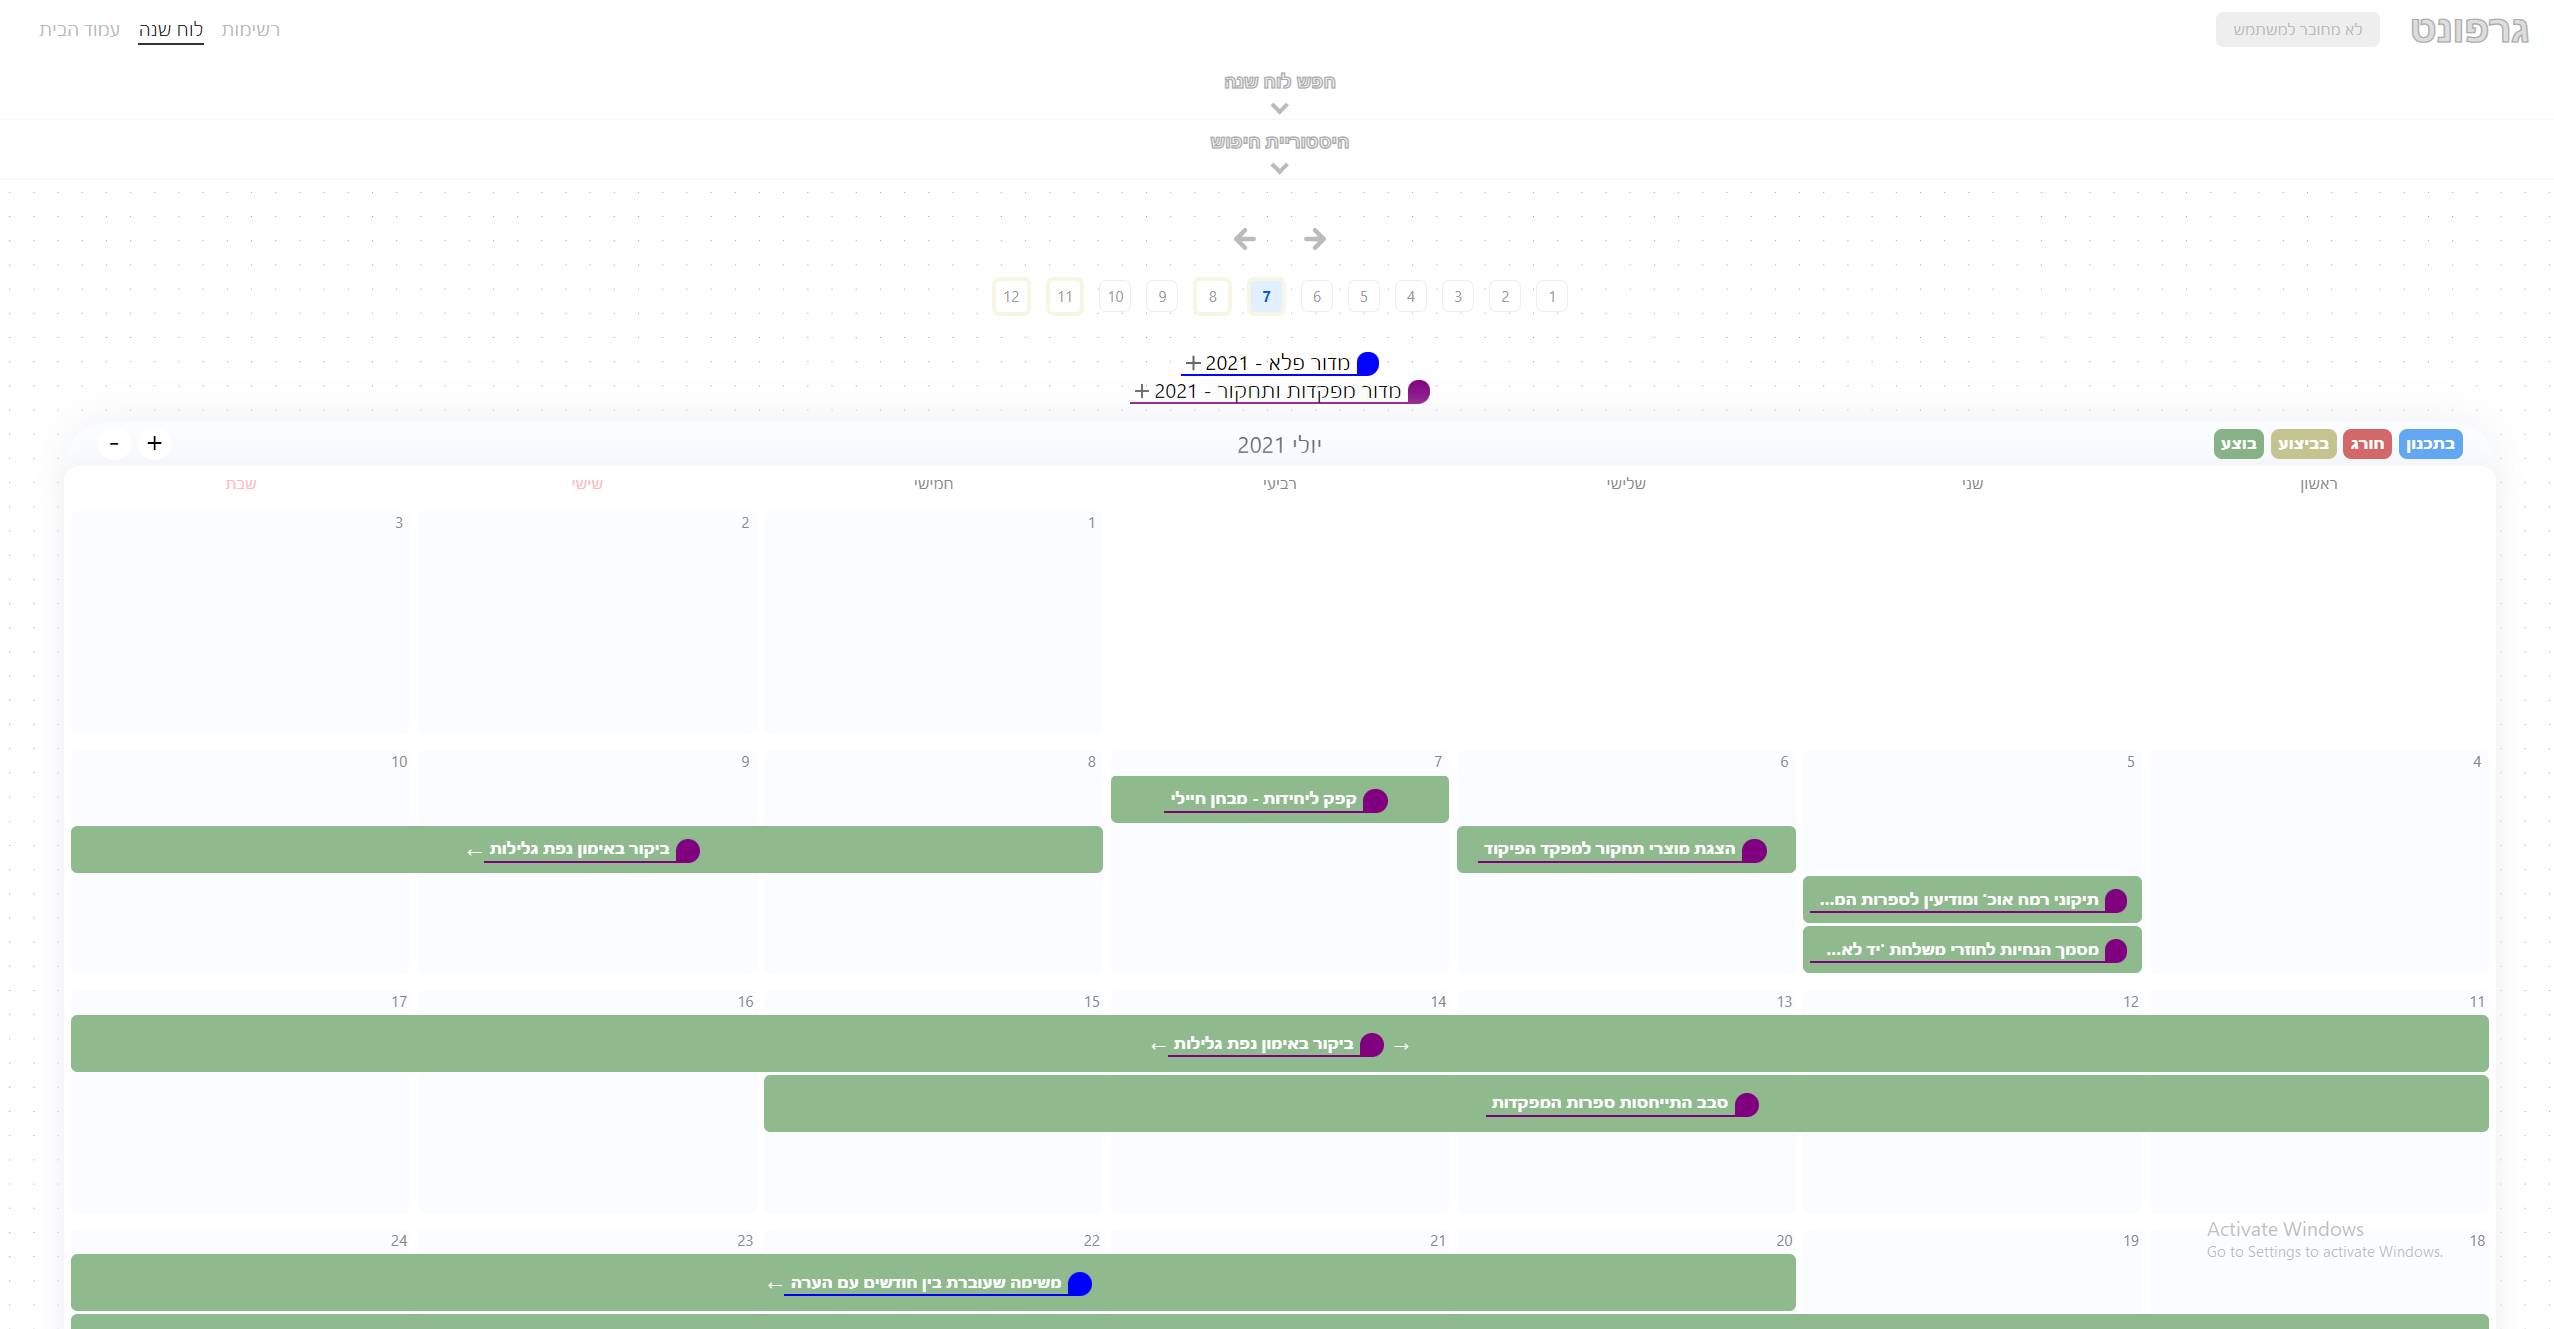 גרפונט
לא מחובר למשתמש
רשימות
לוח שנה
עמוד הבית
חפש לוח שנה
היסטוריית חיפוש
1 2 3 4 5 6 7 8 9 10 11 12
מדור פלא - 2021 +
מדור מפקדות ותחקור - 2021 +
בתכנון חורג בביצוע בוצע
יולי 2021
+ -
ראשון שני שלישי רביעי חמישי שישי שבת
1 2 3
4 5 6 7 8 9 10
קפק ליחידות - מבחן חיילי
הצגת מוצרי תחקור למפקד הפיקוד
ביקור באימון נפת גלילות ←
תיקוני רמח אוכ' ומודיעין לספרות המ...
מסמך הנחיות לחוזרי משלחת 'יד לא...
11 12 13 14 15 16 17
→ ביקור באימון נפת גלילות ←
סבב התייחסות ספרות המפקדות
18 19 20 21 22 23 24
משימה שעוברת בין חודשים עם הערה ←
Activate Windows
Go to Settings to activate Windows.